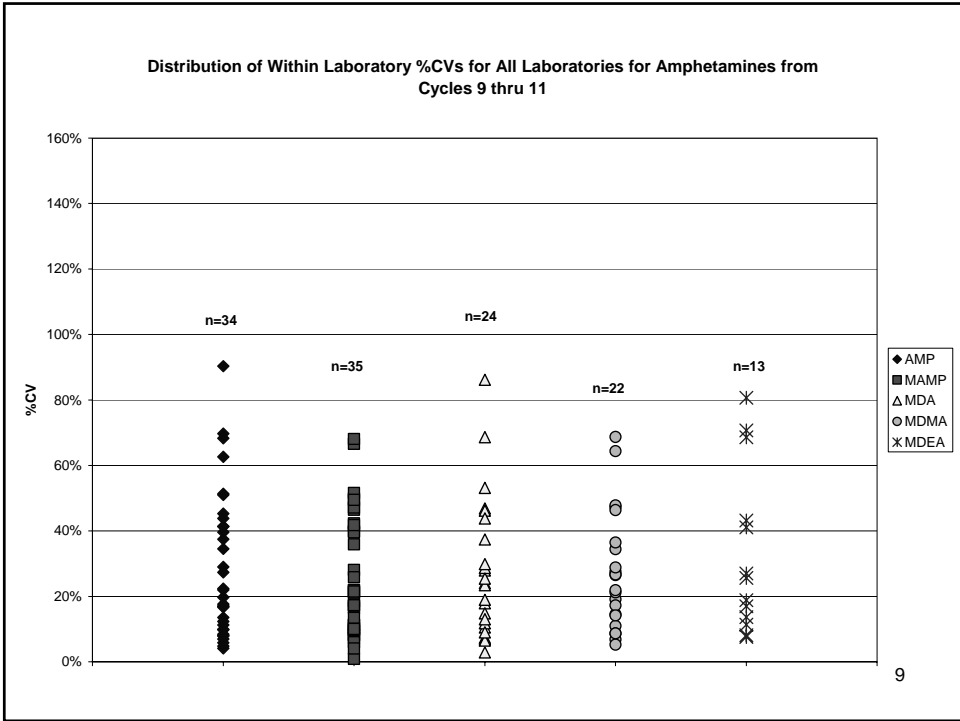 Distribution of Within Laboratory %CVs for All Laboratories for Amphetamines from
Cycles 9 thru 11
160%
140%
120%
100%
80%
60%
40%
20%
0%
%CV
n=34
n=35
n=24
n=22
n=13
AMP
MAMP
MDA
MDMA
MDEA
9